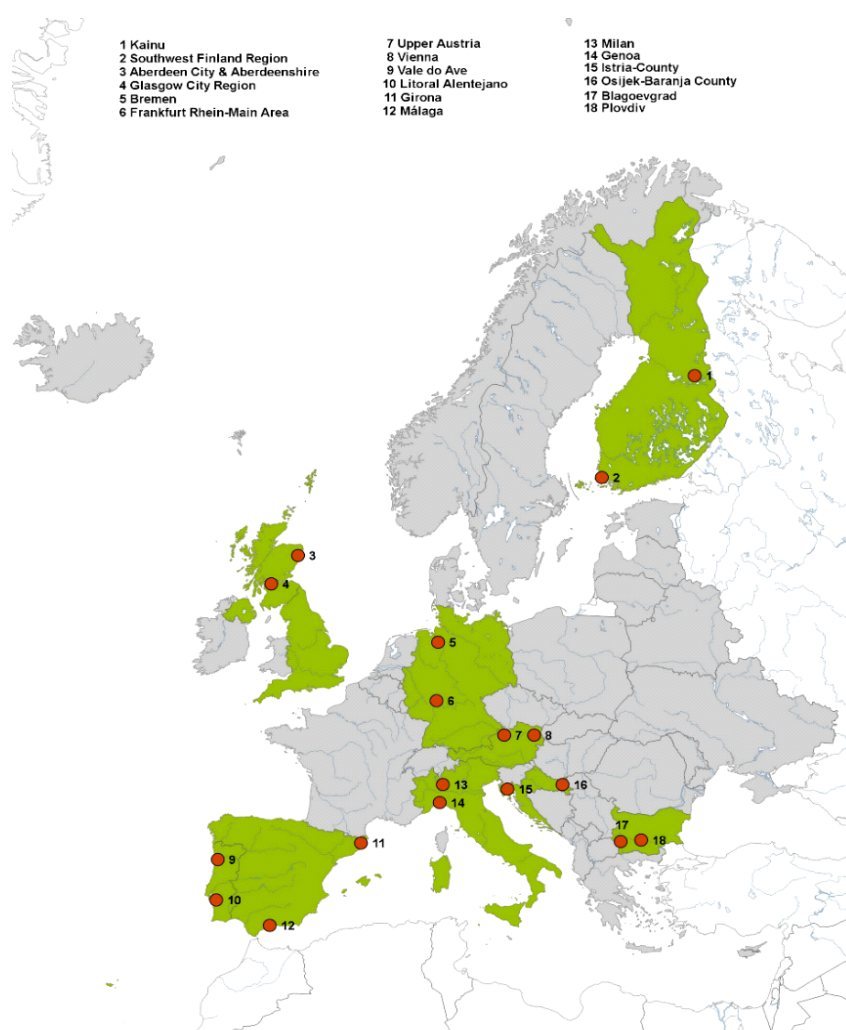 1 Kainu
2 Southwest Finland Region
3 Aberdeen City & Aberdeenshire
4 Glasgow City Region
5 Bremen
6 Frankfurt Rhein-Main Area
7 Upper Austria
8 Vienna
9 Vale do Ave
10 Litoral Alentejano
11 Girona
12 Málaga
13 Milan
14 Genoa
15 Istria-County
16 Osijek-Baranja County
17 Blagoevgrad
18 Plovdiv
1
2
3
4
5
6
7
8
13
15
16
14
17
18
11
9
10
12